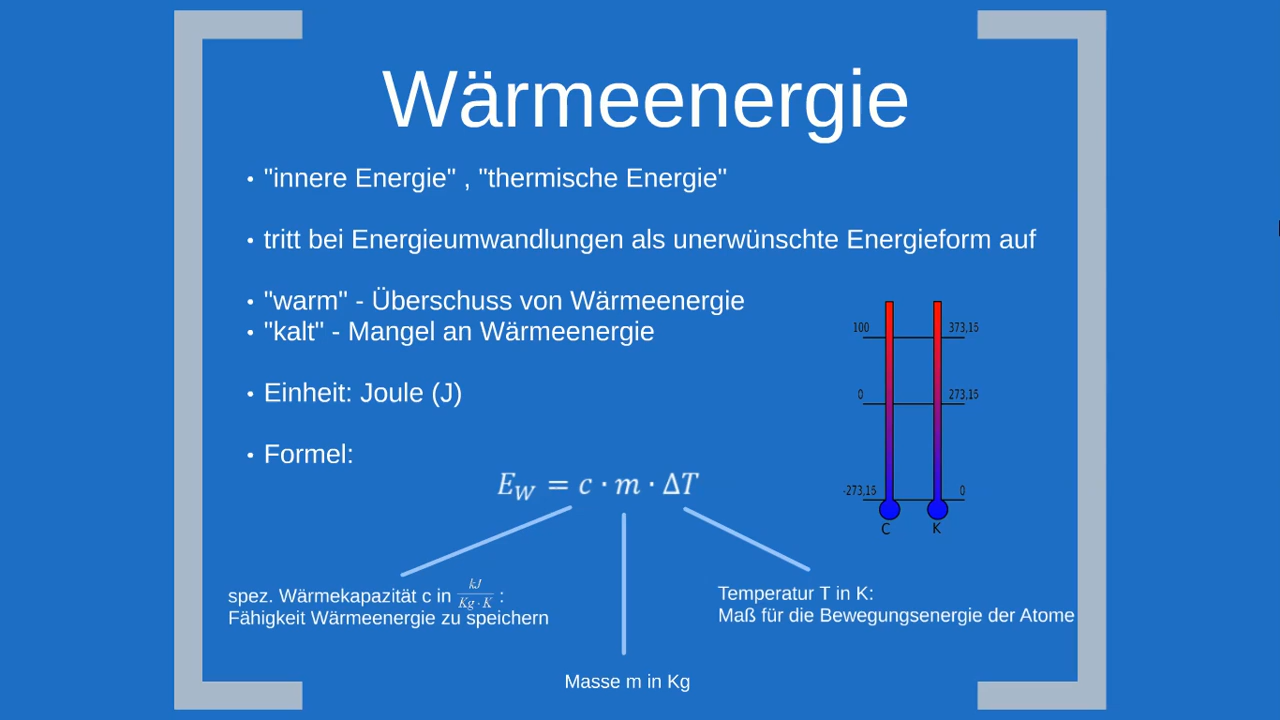 Wärmeenergie
• "innere Energie" , "thermische Energie"
• tritt bei Energieumwandlungen als unerwünschte Energieform auf
• "warm" - Überschuss von Wärmeenergie
• "kalt" - Mangel an Wärmeenergie
• Einheit: Joule (J)
• Formel:
E_W = c · m · ΔT
100 373,15
0 273,15
-273,15 0
C K
spez. Wärmekapazität c in kJ/Kg · K :
Fähigkeit Wärmeenergie zu speichern
Temperatur T in K:
Maß für die Bewegungsenergie der Atome
Masse m in Kg